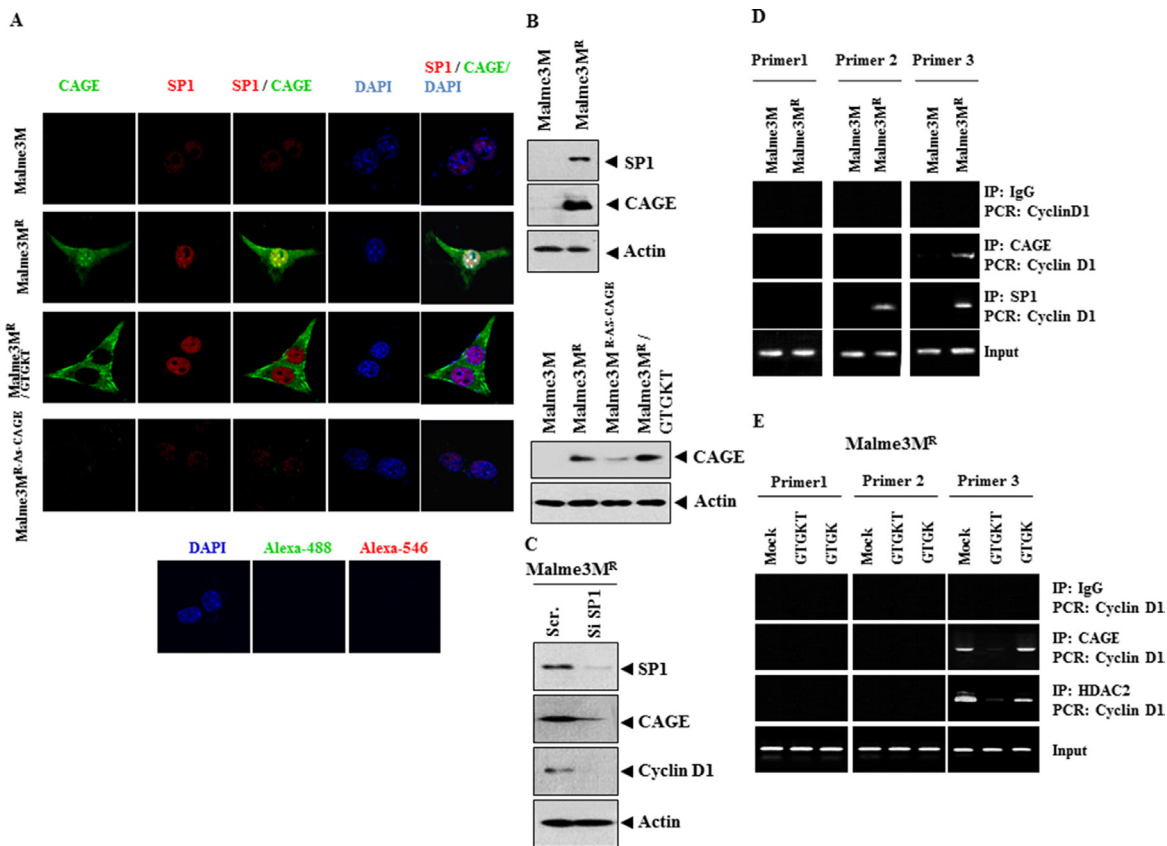 A
CAGE
SP1
SP1 / CAGE
DAPI
SP1 / CAGE/
DAPI
Malme3M
Malme3MR
Malme3MR
/ GTGKT
Malme3MR-As-CAGE
DAPI
Alexa-488
Alexa-546
B
Malme3M
Malme3MR
SP1
CAGE
Actin
Malme3M
Malme3MR
Malme3MR-As-CAGE
Malme3MR /
GTGKT
CAGE
Actin
C
Malme3MR
Scr.
Si SP1
SP1
CAGE
Cyclin D1
Actin
D
Primer1
Primer 2
Primer 3
Malme3M
Malme3MR
Malme3M
Malme3MR
Malme3M
Malme3MR
IP: IgG
PCR: CyclinD1
IP: CAGE
PCR: Cyclin D1
IP: SP1
PCR: Cyclin D1
Input
E
Malme3MR
Primer1
Primer 2
Primer 3
Mock
GTGKT
GTGK
Mock
GTGKT
GTGK
Mock
GTGKT
GTGK
IP: IgG
PCR: Cyclin D1
IP: CAGE
PCR: Cyclin D1
IP: HDAC2
PCR: Cyclin D1
Input